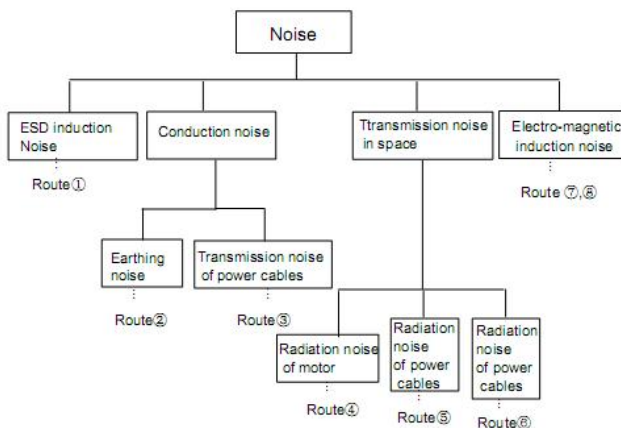 Noise
ESD induction
Noise
Conduction noise
Ttransmission noise
in space
Electro-magnetic
induction noise
Route①
Route ⑦,⑧
Earthing
noise
Transmission noise
of power cables
Route②
Route③
Radiation noise
of motor
Radiation
noise
of power
cables
Radiation
noise
of power
cables
Route④
Route⑤
Route⑥